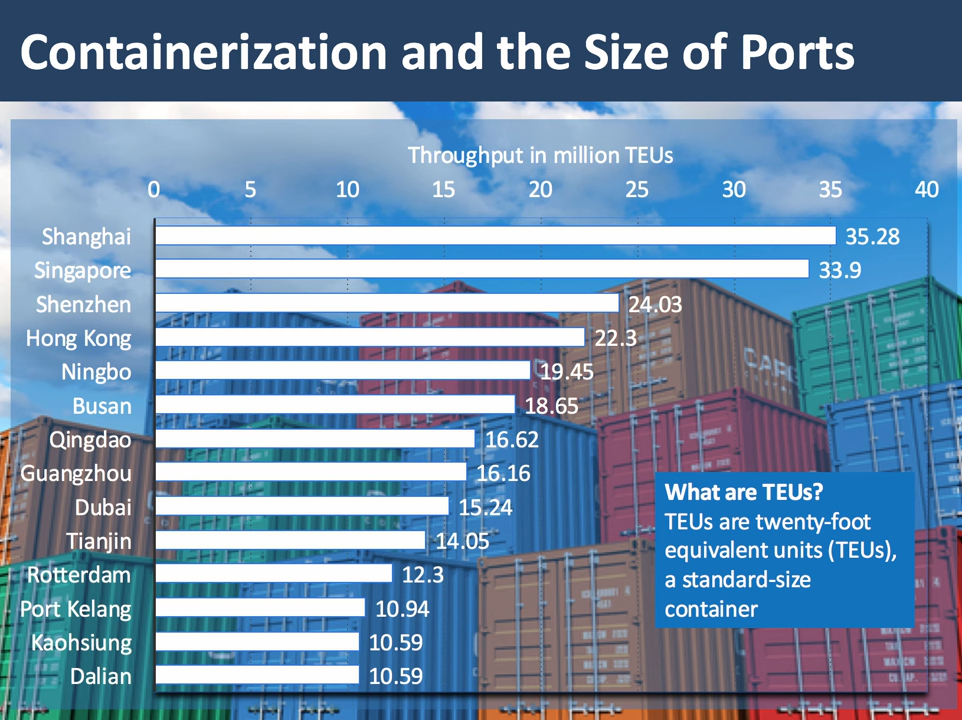 Containerization and the Size of Ports
Throughput in million TEUs
0 5 10 15 20 25 30 35 40
Shanghai 35.28
Singapore 33.9
Shenzhen 24.03
Hong Kong 22.3
Ningbo 19.45
Busan 18.65
Qingdao 16.62
Guangzhou 16.16
Dubai 15.24
Tianjin 14.05
Rotterdam 12.3
Port Kelang 10.94
Kaohsiung 10.59
Dalian 10.59
What are TEUs?
TEUs are twenty-foot
equivalent units (TEUs),
a standard-size
container